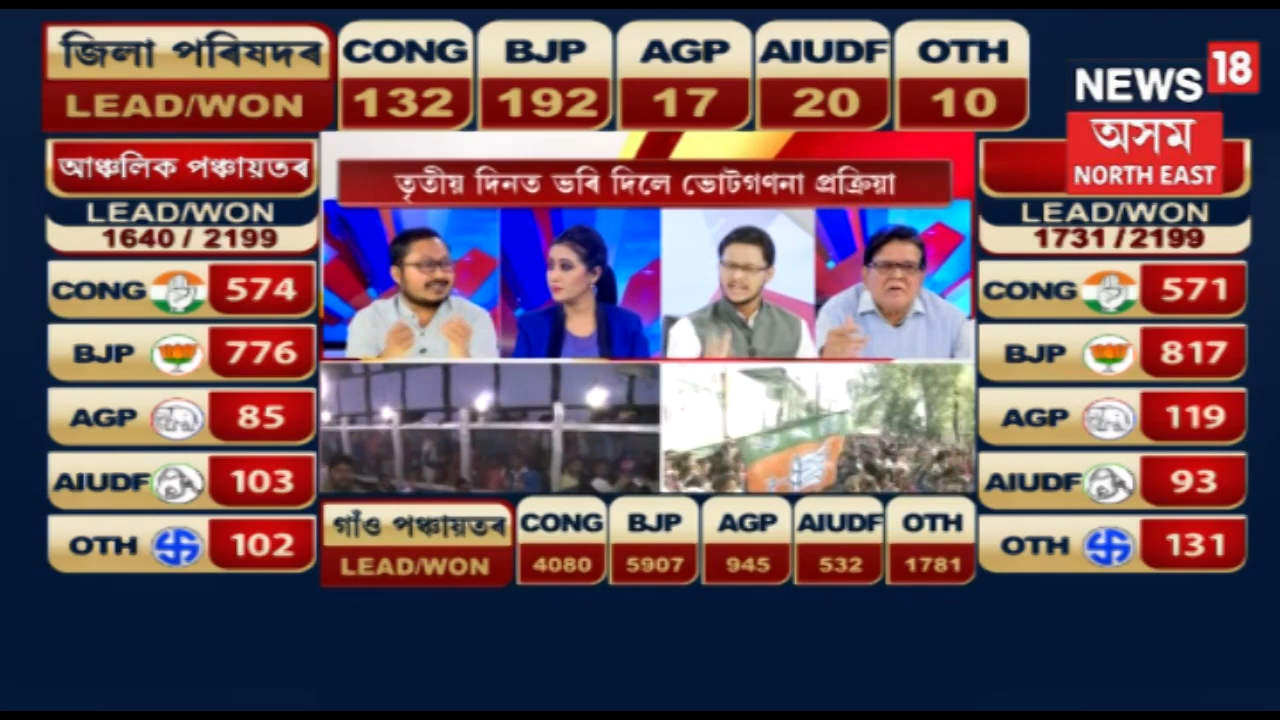 জিলা পৰিষদৰ CONG BJP AGP AIUDF OTH
LEAD/WON 132 192 17 20 10
NEWS 18
অসম
NORTH EAST
আঞ্চলিক পঞ্চায়তৰ
LEAD/WON
1640 / 2199
CONG 574
BJP 776
AGP 85
AIUDF 103
OTH 102
তৃতীয় দিনত ভৰি দিলে ভোটগণনা প্ৰক্ৰিয়া
LEAD/WON
1731 / 2199
CONG 571
BJP 817
AGP 119
AIUDF 93
OTH 131
গাঁও পঞ্চায়তৰ CONG BJP AGP AIUDF OTH
LEAD/WON 4080 5907 945 532 1781